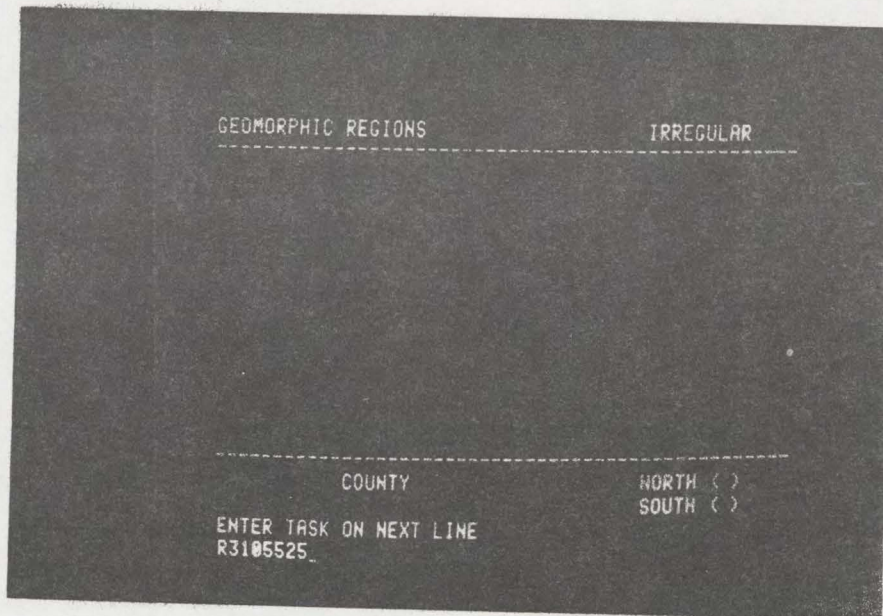 GEOMORPHIC REGIONS IRREGULAR
COUNTY NORTH ( )
SOUTH ( )
ENTER TASK ON NEXT LINE
R3105525_